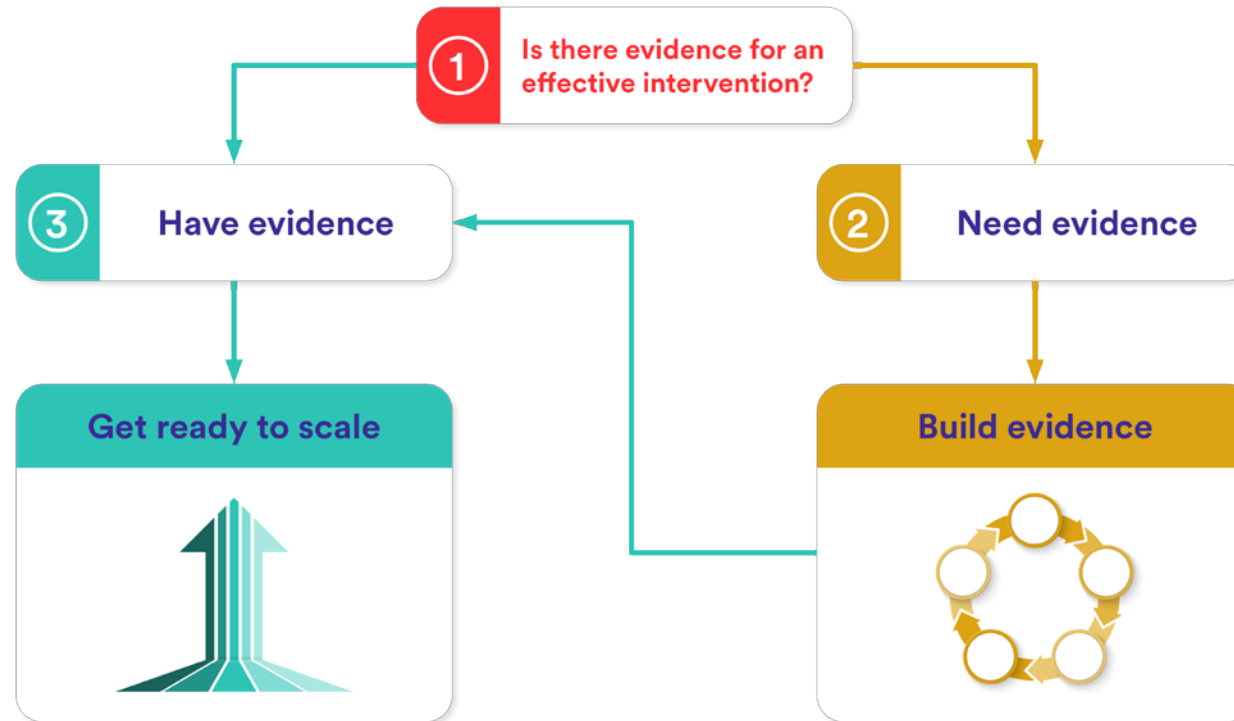 1
Is there evidence for an
effective intervention?
3
Have evidence
2
Need evidence
Get ready to scale
Build evidence